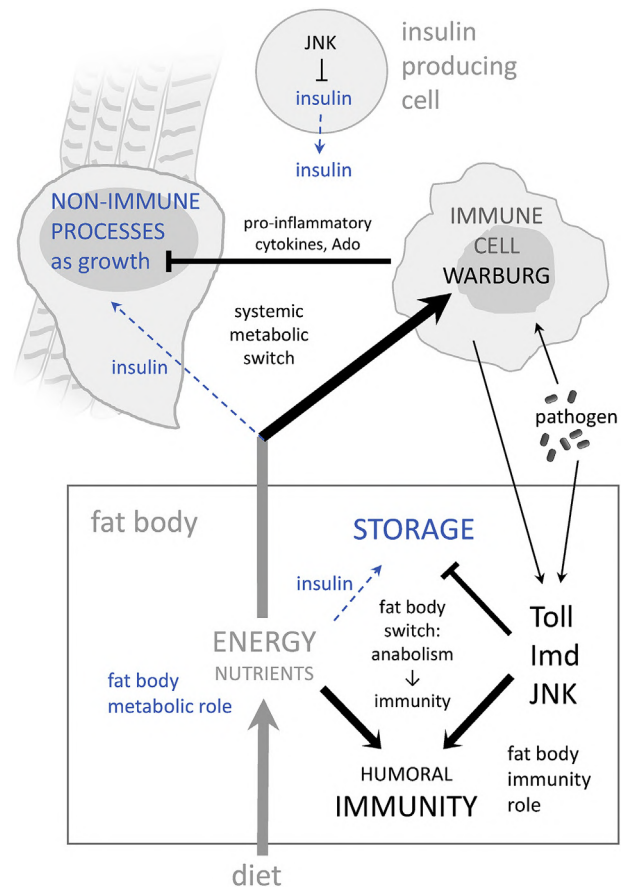 JNK
insulin
insulin
insulin
producing
cell
NON-IMMUNE
PROCESSES
as growth
pro-inflammatory
cytokines, Ado
IMMUNE
CELL
WARBURG
systemic
metabolic
switch
insulin
pathogen
fat body
STORAGE
insulin
fat body
switch:
anabolism
↓
immunity
Toll
Imd
JNK
ENERGY
NUTRIENTS
fat body
metabolic role
HUMORAL
IMMUNITY
fat body
immunity
role
diet